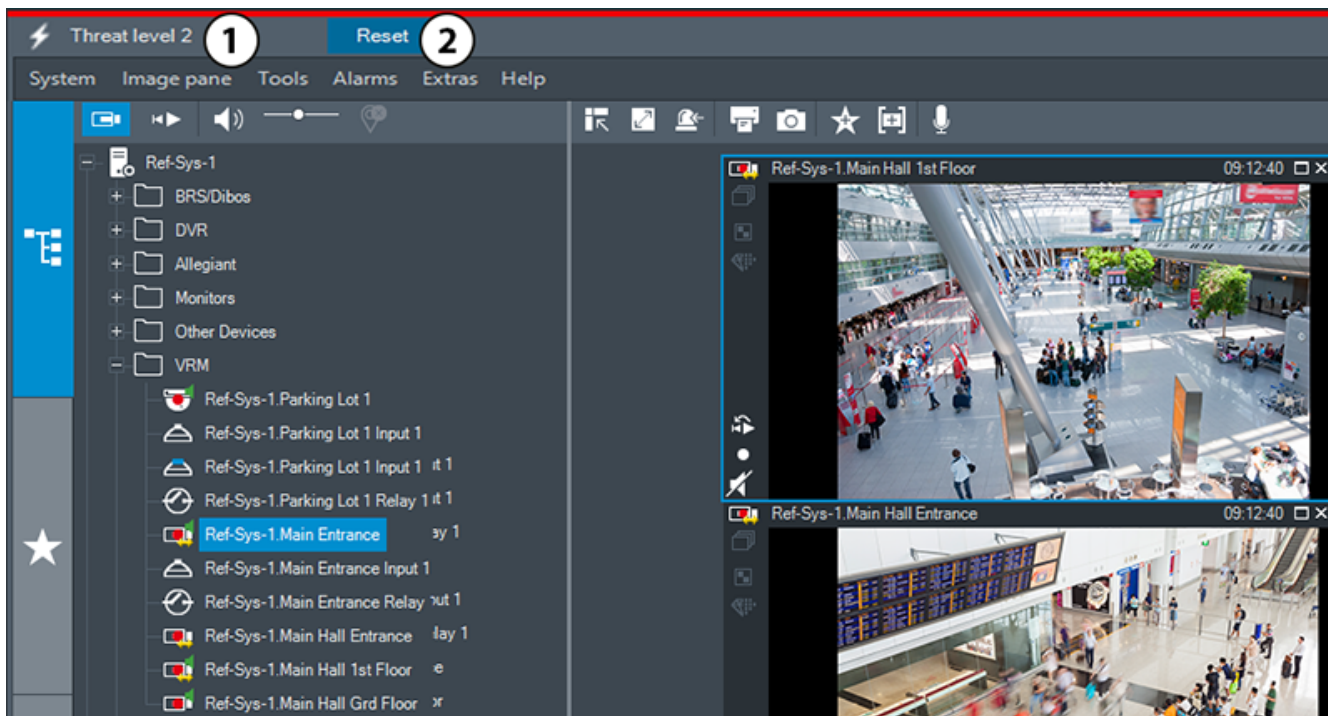 Threat level 2
1
Reset
2
System Image pane Tools Alarms Extras Help
Ref-Sys-1
BRS/Dibos
DVR
Allegiant
Monitors
Other Devices
VRM
Ref-Sys-1.Parking Lot 1
Ref-Sys-1.Parking Lot 1 Input 1
Ref-Sys-1.Parking Lot 1 Input 1
Ref-Sys-1.Parking Lot 1 Relay 1
Ref-Sys-1.Main Entrance
Ref-Sys-1.Main Entrance Input 1
Ref-Sys-1.Main Entrance Relay
Ref-Sys-1.Main Hall Entrance
Ref-Sys-1.Main Hall 1st Floor
Ref-Sys-1.Main Hall Grd Floor
Ref-Sys-1.Main Hall 1st Floor 09:12:40
Ref-Sys-1.Main Hall Entrance 09:12:40